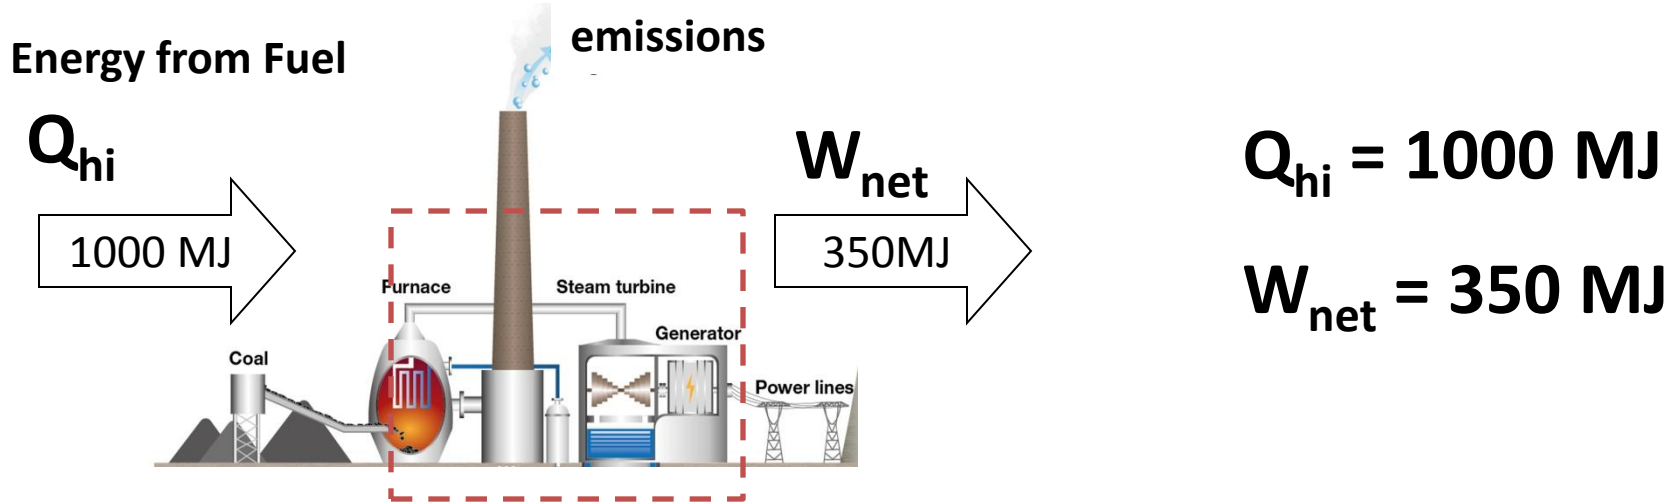 Energy from Fuel
emissions
Qhi
1000 MJ
Wnet
350MJ
Qhi = 1000 MJ
Wnet = 350 MJ
Furnace
Steam turbine
Generator
Coal
Power lines